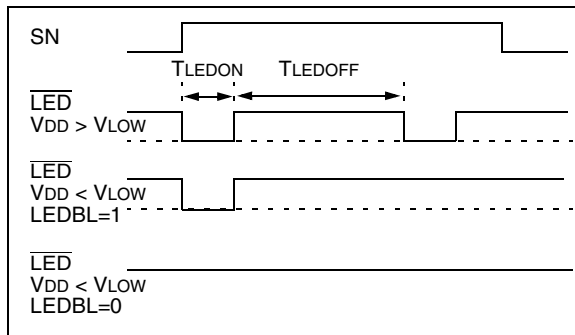 SN
TLEDON TLEDOFF
LED
VDD > VLOW
LED
VDD < VLOW
LEDBL=1
LED
VDD < VLOW
LEDBL=0